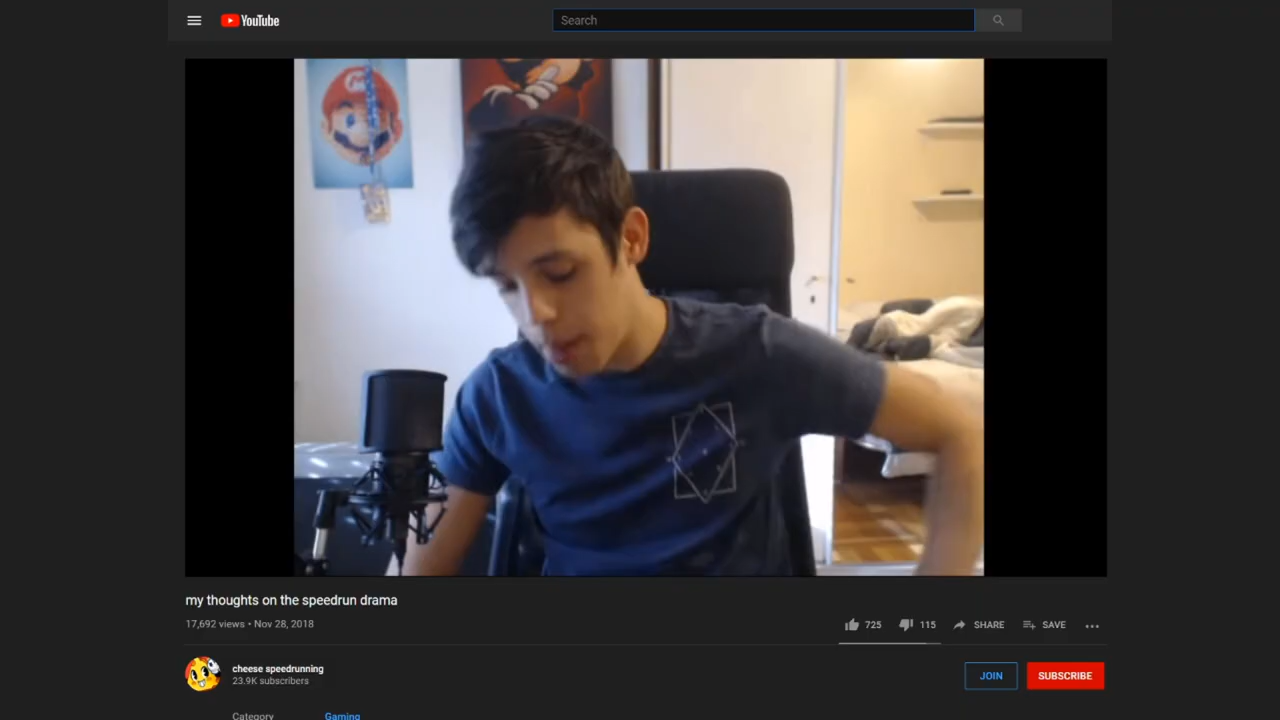 YouTube
Search
my thoughts on the speedrun drama
17,692 views • Nov 28, 2018
725
115
SHARE
SAVE
cheese speedrunning
23.9K subscribers
JOIN
SUBSCRIBE
Category
Gaming